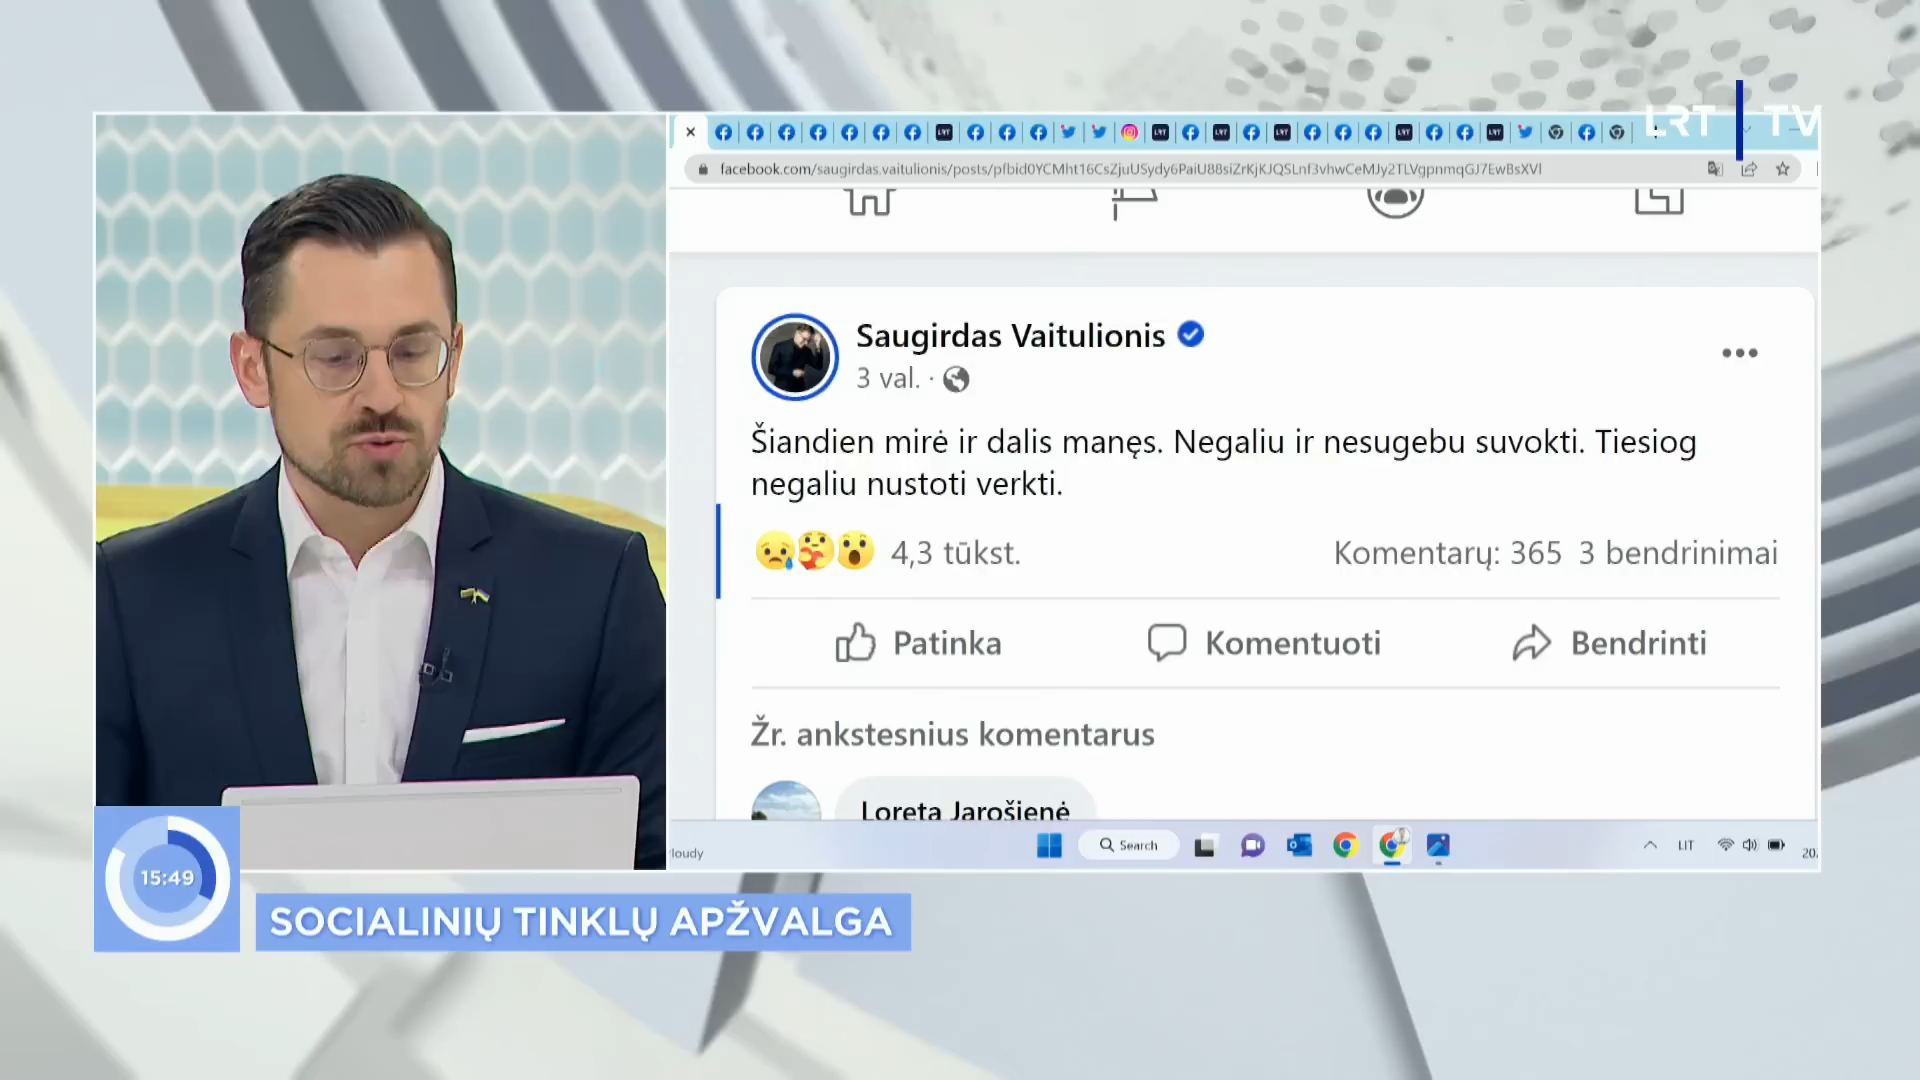 LRT TV
facebook.com/saugirdas.vaitulionis/posts/pfbid0YCMht16CsZjuUSydy6PaiU88siZrKjKJQSLnf3vhwCeMJy2TLVgpnmqGJ7EwBsXVl
Saugirdas Vaitulionis
3 val. ·
Šiandien mirė ir dalis manęs. Negaliu ir nesugebu suvokti. Tiesiog
negaliu nustoti verkti.
4,3 tūkst.
Komentarų: 365 3 bendrinimai
Patinka
Komentuoti
Bendrinti
Žr. ankstesnius komentarus
Loreta Jarošienė
loudy
Search
LIT
202
15:49
SOCIALINIŲ TINKLŲ APŽVALGA